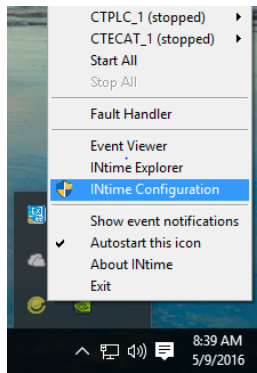 CTPLC_1 (stopped)
CTECAT_1 (stopped)
Start All
Stop All
Fault Handler
Event Viewer
INtime Explorer
INtime Configuration
Show event notifications
Autostart this icon
About INtime
Exit
8:39 AM
5/9/2016